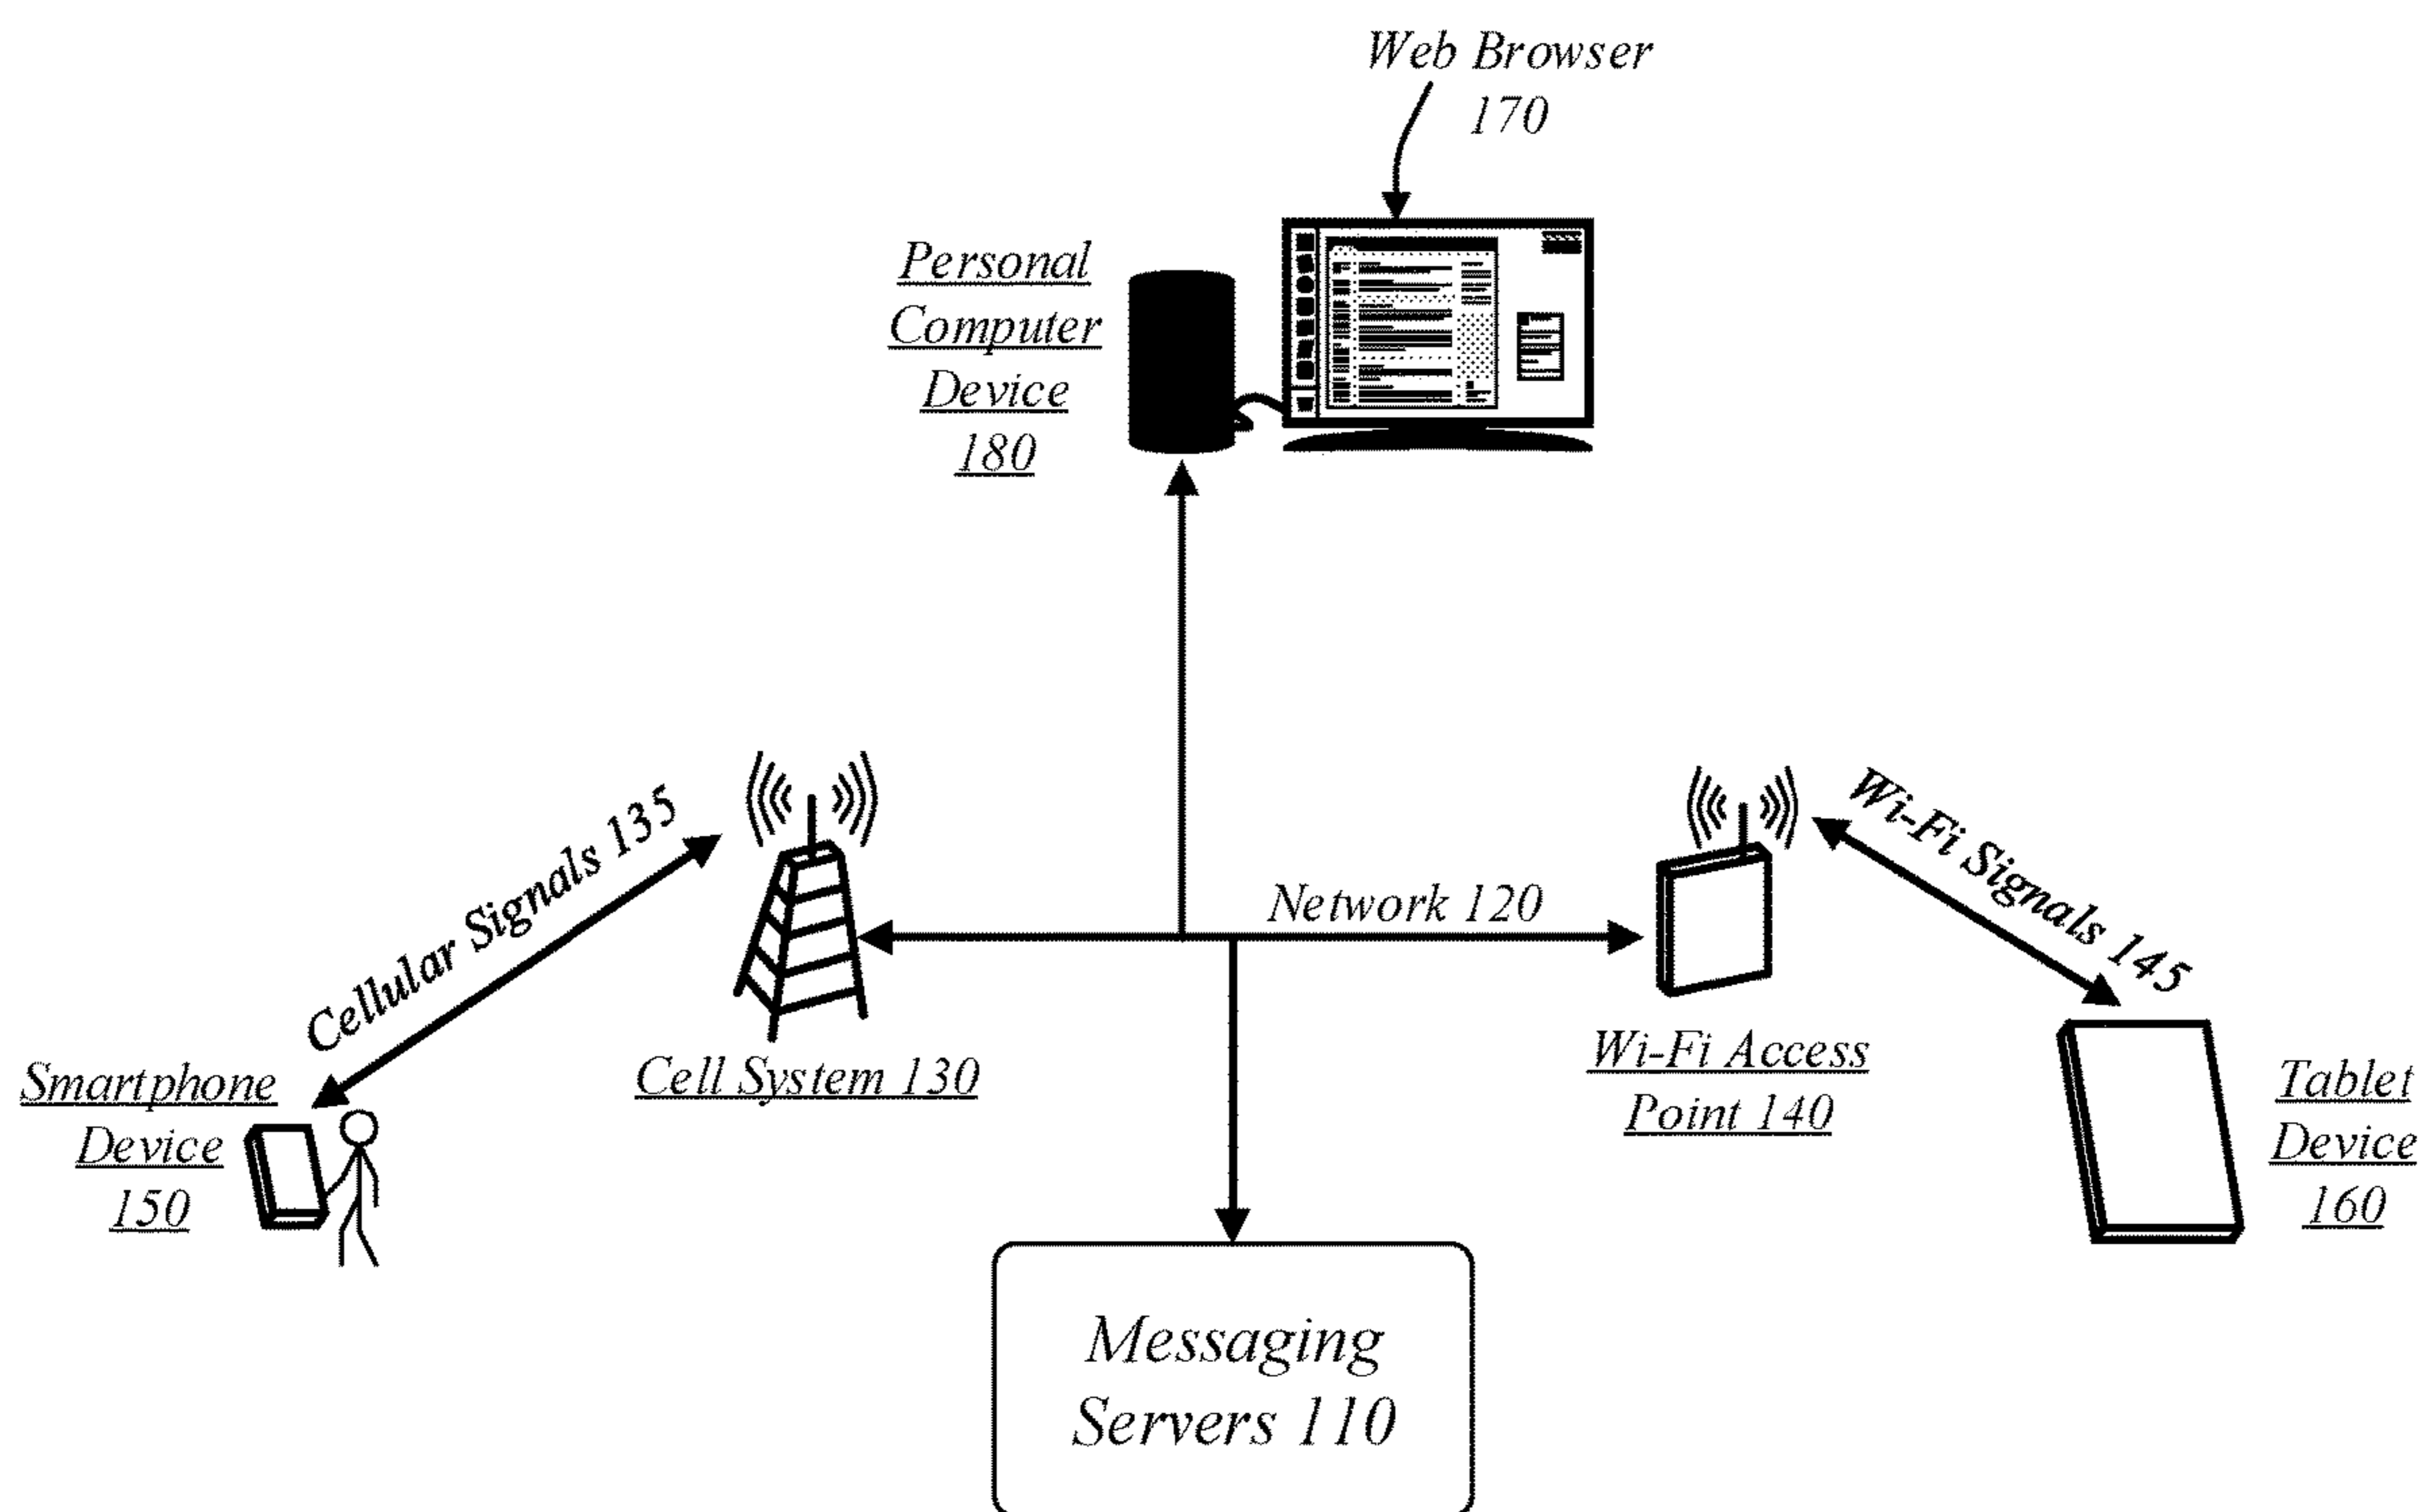 Web Browser
170
Personal
Computer
Device
180
Cellular Signals 135
Wi-Fi Signals 145
Network 120
Cell System 130
Wi-Fi Access
Point 140
Smartphone
Device
150
Tablet
Device
160
Messaging
Servers 110